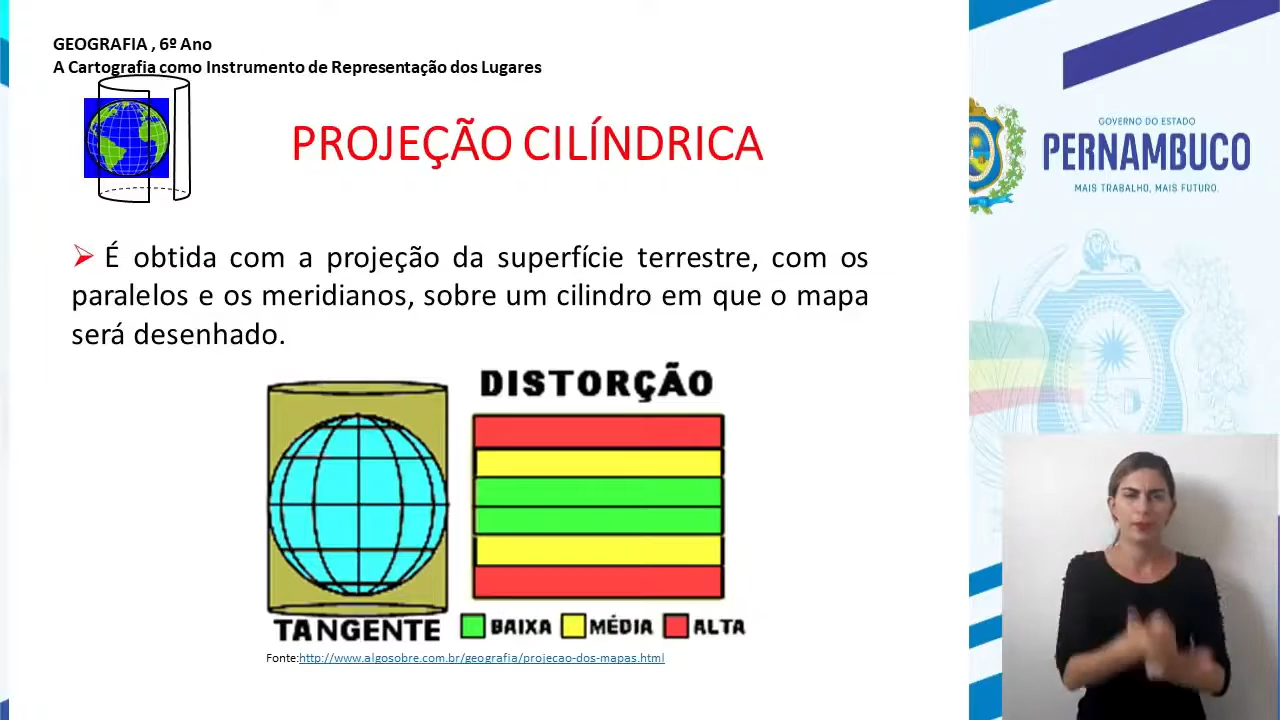 GEOGRAFIA , 6º Ano
A Cartografia como Instrumento de Representação dos Lugares
PROJEÇÃO CILÍNDRICA
É obtida com a projeção da superfície terrestre, com os
paralelos e os meridianos, sobre um cilindro em que o mapa
será desenhado.
DISTORÇÃO
TANGENTE
BAIXA MÉDIA ALTA
Fonte:http://www.algosobre.com.br/geografia/projecao-dos-mapas.html
GOVERNO DO ESTADO
PERNAMBUCO
MAIS TRABALHO, MAIS FUTURO.